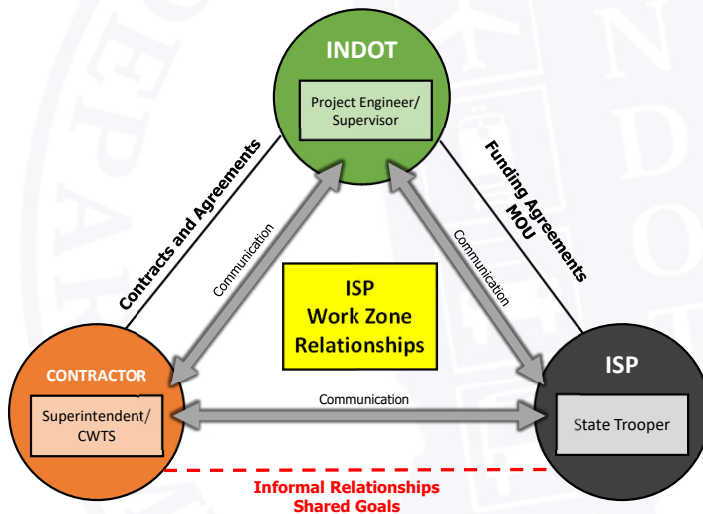 INDOT
Project Engineer/
Supervisor
Contracts and Agreements
Communication
Funding Agreements
MOU
Communication
ISP
Work Zone
Relationships
CONTRACTOR
Superintendent/
CWTS
Communication
ISP
State Trooper
Informal Relationships
Shared Goals